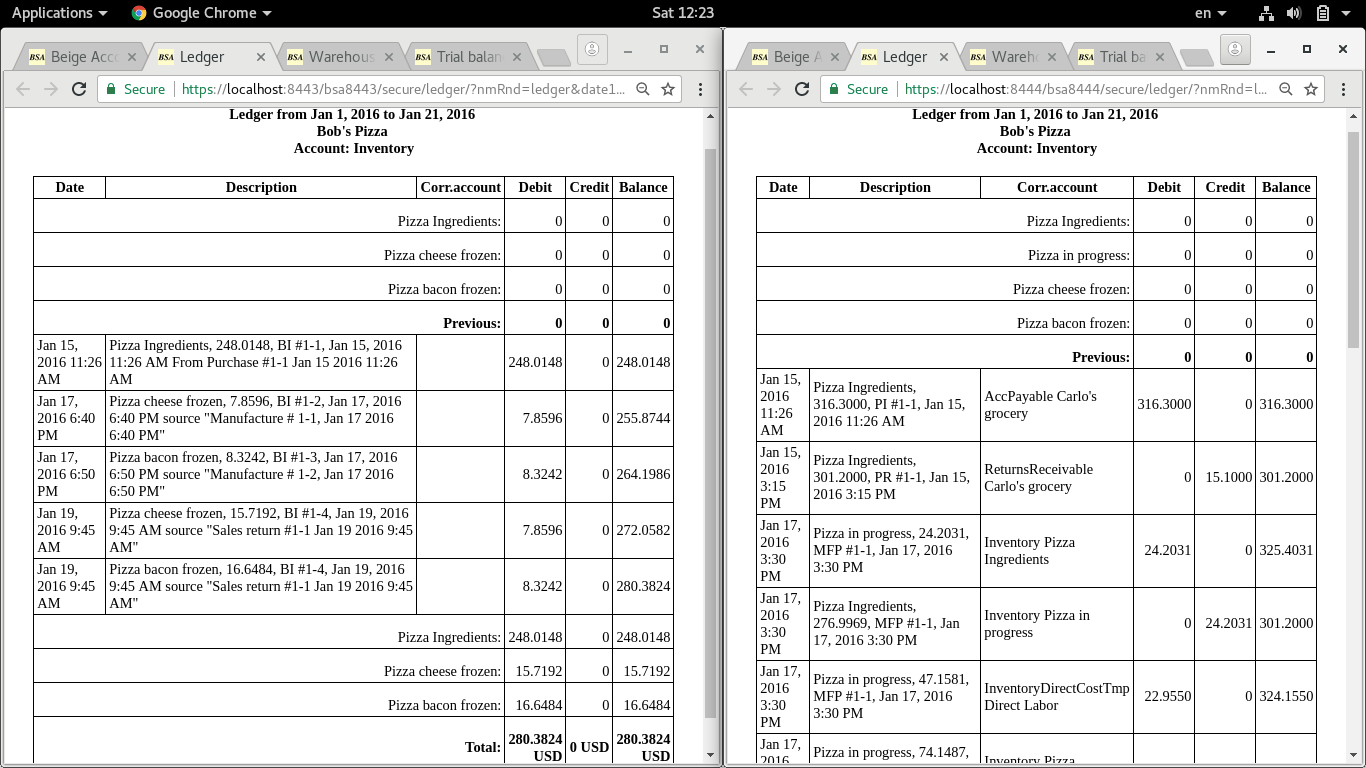 Applications
Google Chrome
Sat 12:23
en
BSA Beige Acc
BSA Ledger
BSA Warehous
BSA Trial balan
Secure https://localhost:8443/bsa8443/secure/ledger/?nmRnd=ledger&date1...
Ledger from Jan 1, 2016 to Jan 21, 2016
Bob's Pizza
Account: Inventory
Date Description Corr.account Debit Credit Balance
Pizza Ingredients: 0 0 0
Pizza cheese frozen: 0 0 0
Pizza bacon frozen: 0 0 0
Previous: 0 0 0
Jan 15, Pizza Ingredients, 248.0148, BI #1-1, Jan 15, 2016
2016 11:26 11:26 AM From Purchase #1-1 Jan 15 2016 11:26 248.0148 0 248.0148
AM AM
Jan 17, Pizza cheese frozen, 7.8596, BI #1-2, Jan 17, 2016
2016 6:40 6:40 PM source "Manufacture # 1-1, Jan 17 2016 7.8596 0 255.8744
PM 6:40 PM"
Jan 17, Pizza bacon frozen, 8.3242, BI #1-3, Jan 17, 2016
2016 6:50 6:50 PM source "Manufacture # 1-2, Jan 17 2016 8.3242 0 264.1986
PM 6:50 PM"
Jan 19, Pizza cheese frozen, 15.7192, BI #1-4, Jan 19, 2016
2016 9:45 9:45 AM source "Sales return #1-1 Jan 19 2016 9:45 7.8596 0 272.0582
AM AM"
Jan 19, Pizza bacon frozen, 16.6484, BI #1-4, Jan 19, 2016
2016 9:45 9:45 AM source "Sales return #1-1 Jan 19 2016 9:45 8.3242 0 280.3824
AM AM"
Pizza Ingredients: 248.0148 0 248.0148
Pizza cheese frozen: 15.7192 0 15.7192
Pizza bacon frozen: 16.6484 0 16.6484
Total: 280.3824 USD 0 USD 280.3824 USD
BSA Beige A
BSA Ledger
BSA Wareh
BSA Trial ba
Secure https://localhost:8444/bsa8444/secure/ledger/?nmRnd=l...
Ledger from Jan 1, 2016 to Jan 21, 2016
Bob's Pizza
Account: Inventory
Date Description Corr.account Debit Credit Balance
Pizza Ingredients: 0 0 0
Pizza in progress: 0 0 0
Pizza cheese frozen: 0 0 0
Pizza bacon frozen: 0 0 0
Previous: 0 0 0
Jan 15, 2016 11:26 AM Pizza Ingredients, 316.3000, PI #1-1, Jan 15, 2016 11:26 AM AccPayable Carlo's grocery 316.3000 0 316.3000
Jan 15, 2016 3:15 PM Pizza Ingredients, 301.2000, PR #1-1, Jan 15, 2016 3:15 PM ReturnsReceivable Carlo's grocery 0 15.1000 301.2000
Jan 17, 2016 3:30 PM Pizza in progress, 24.2031, MFP #1-1, Jan 17, 2016 3:30 PM Inventory Pizza Ingredients 24.2031 0 325.4031
Jan 17, 2016 3:30 PM Pizza Ingredients, 276.9969, MFP #1-1, Jan 17, 2016 3:30 PM Inventory Pizza in progress 0 24.2031 301.2000
Jan 17, 2016 3:30 PM Pizza in progress, 47.1581, MFP #1-1, Jan 17, 2016 3:30 PM InventoryDirectCostTmp Direct Labor 22.9550 0 324.1550
Jan 17, 2016 Pizza in progress, 74.1487, Inventory Pizza